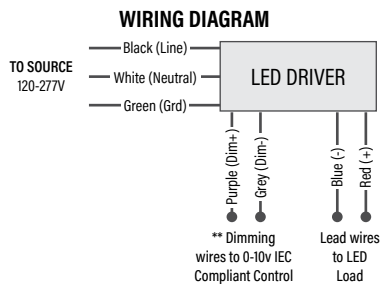 WIRING DIAGRAM
Black (Line)
TO SOURCE
120-277V
White (Neutral)
LED DRIVER
Green (Grd)
Purple (Dim+)
Grey (Dim-)
Blue (-)
Red (+)
** Dimming
wires to 0-10v IEC
Compliant Control
Lead wires
to LED
Load